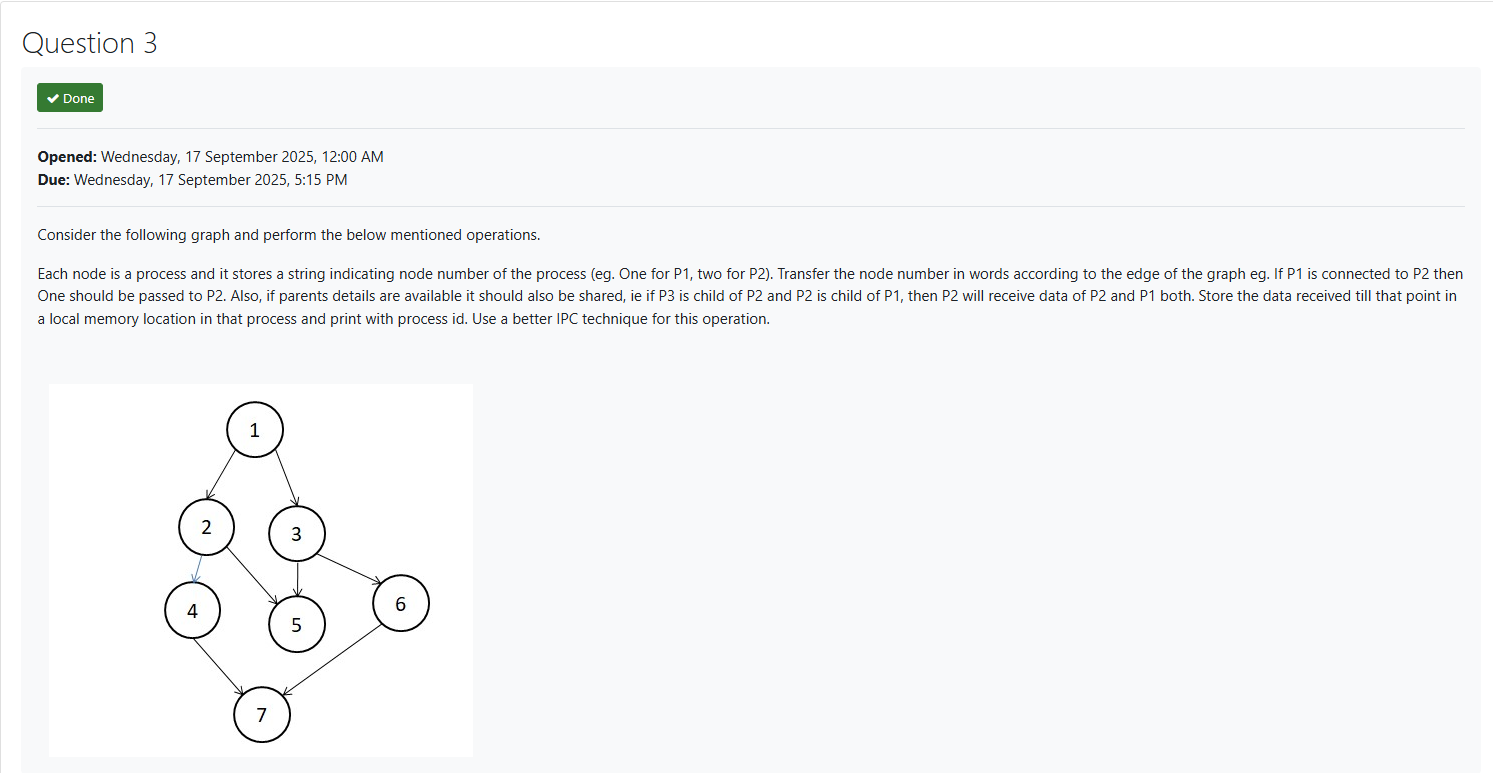 Question 3
Done
Opened: Wednesday, 17 September 2025, 12:00 AM
Due: Wednesday, 17 September 2025, 5:15 PM
Consider the following graph and perform the below mentioned operations.
Each node is a process and it stores a string indicating node number of the process (eg. One for P1, two for P2). Transfer the node number in words according to the edge of the graph eg. If P1 is connected to P2 then
One should be passed to P2. Also, if parents details are available it should also be shared, ie if P3 is child of P2 and P2 is child of P1, then P2 will receive data of P2 and P1 both. Store the data received till that point in
a local memory location in that process and print with process id. Use a better IPC technique for this operation.
1
2
3
4
5
6
7